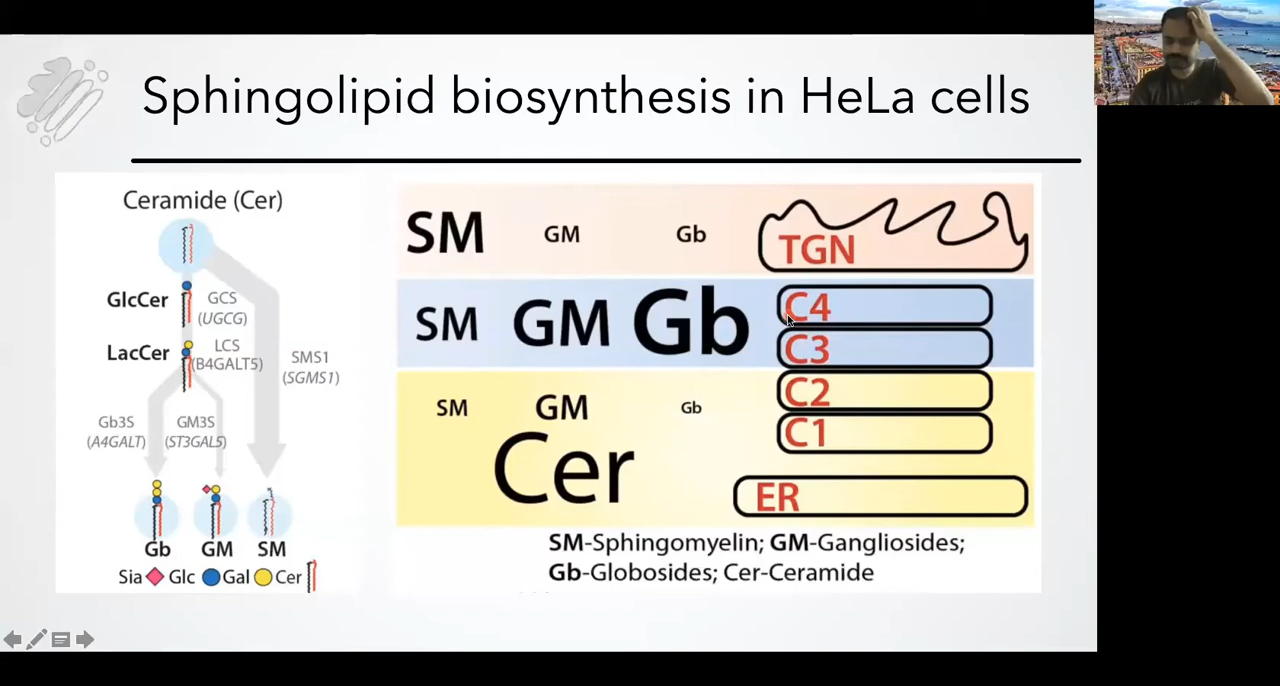 Sphingolipid biosynthesis in HeLa cells
Ceramide (Cer)
GlcCer
GCS
(UGCG)
LacCer
LCS
(B4GALT5)
SMS1
(SGMS1)
Gb3S
(A4GALT)
GM3S
(ST3GAL5)
Gb GM SM
Sia Glc Gal Cer
SM GM Gb TGN
SM GM Gb C4
C3
SM GM Gb C2
Cer C1
ER
SM-Sphingomyelin; GM-Gangliosides;
Gb-Globosides; Cer-Ceramide